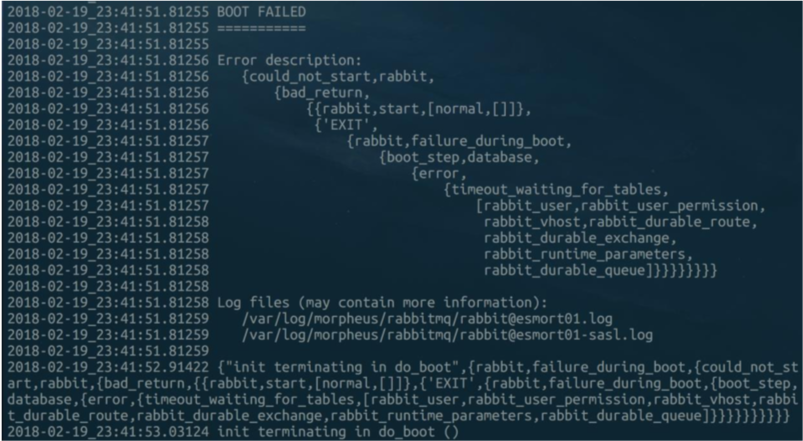 2018-02-19_23:41:51.81255 BOOT FAILED
2018-02-19_23:41:51.81255 ===========
2018-02-19_23:41:51.81255
2018-02-19_23:41:51.81256 Error description:
2018-02-19_23:41:51.81256    {could_not_start,rabbit,
2018-02-19_23:41:51.81256        {bad_return,
2018-02-19_23:41:51.81256            {{rabbit,start,[normal,[]]},
2018-02-19_23:41:51.81256             {'EXIT',
2018-02-19_23:41:51.81257                 {rabbit,failure_during_boot,
2018-02-19_23:41:51.81257                     {boot_step,database,
2018-02-19_23:41:51.81257                         {error,
2018-02-19_23:41:51.81257                             {timeout_waiting_for_tables,
2018-02-19_23:41:51.81257                                 [rabbit_user,rabbit_user_permission,
2018-02-19_23:41:51.81258                                  rabbit_vhost,rabbit_durable_route,
2018-02-19_23:41:51.81258                                  rabbit_durable_exchange,
2018-02-19_23:41:51.81258                                  rabbit_runtime_parameters,
2018-02-19_23:41:51.81258                                  rabbit_durable_queue]}}}}}}}}}
2018-02-19_23:41:51.81258
2018-02-19_23:41:51.81258 Log files (may contain more information):
2018-02-19_23:41:51.81259    /var/log/morpheus/rabbitmq/rabbit@esmort01.log
2018-02-19_23:41:51.81259    /var/log/morpheus/rabbitmq/rabbit@esmort01-sasl.log
2018-02-19_23:41:51.81259
2018-02-19_23:41:52.91422 {"init terminating in do_boot",{rabbit,failure_during_boot,{could_not_st
art,rabbit,{bad_return,{{rabbit,start,[normal,[]]},{'EXIT',{rabbit,failure_during_boot,{boot_step,
database,{error,{timeout_waiting_for_tables,[rabbit_user,rabbit_user_permission,rabbit_vhost,rabbi
t_durable_route,rabbit_durable_exchange,rabbit_runtime_parameters,rabbit_durable_queue]}}}}}}}}}}}
2018-02-19_23:41:53.03124 init terminating in do_boot ()